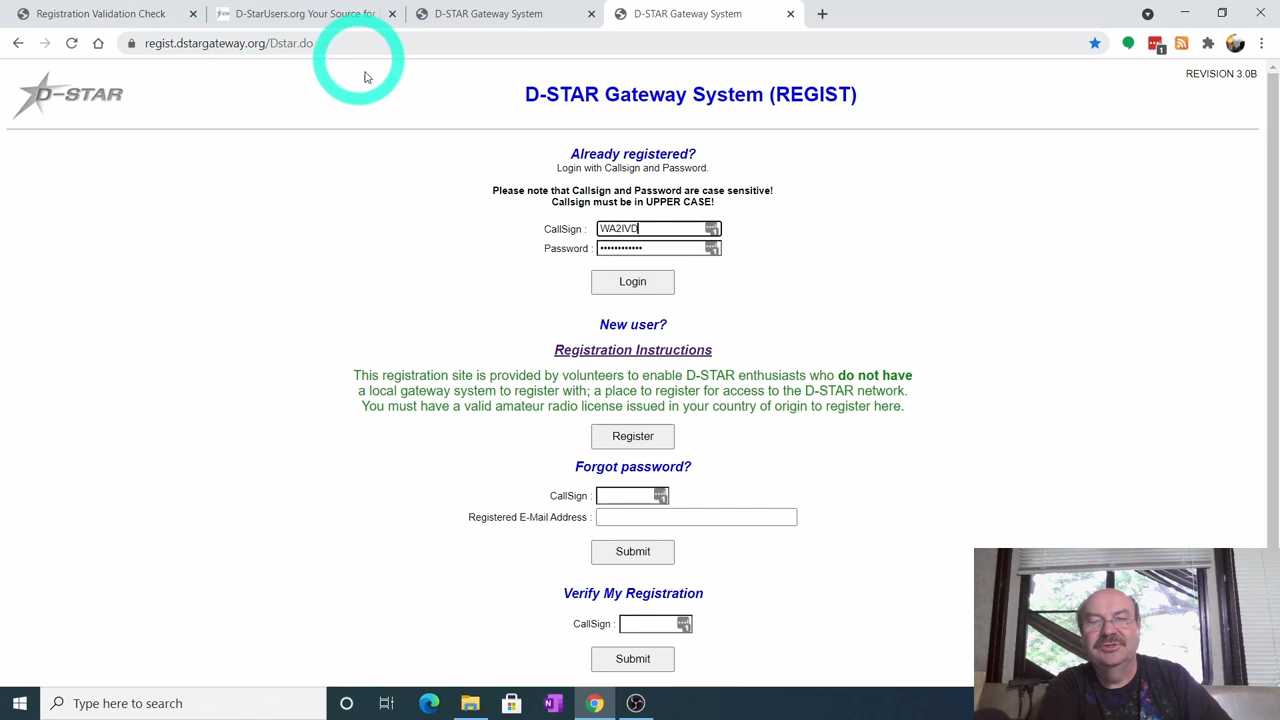 Registration Validation Check
D-StarUsers.org Your Source for
D-STAR Gateway System
D-STAR Gateway System
regist.dstargateway.org/Dstar.do
1
REVISION 3.0B
D-STAR
D-STAR Gateway System (REGIST)
Already registered?
Login with Callsign and Password.
Please note that Callsign and Password are case sensitive!
Callsign must be in UPPER CASE!
CallSign : WA2IVD
Password : ••••••••••••
Login
New user?
Registration Instructions
This registration site is provided by volunteers to enable D-STAR enthusiasts who do not have
a local gateway system to register with; a place to register for access to the D-STAR network.
You must have a valid amateur radio license issued in your country of origin to register here.
Register
Forgot password?
CallSign :
Registered E-Mail Address :
Submit
Verify My Registration
CallSign :
Submit
Type here to search